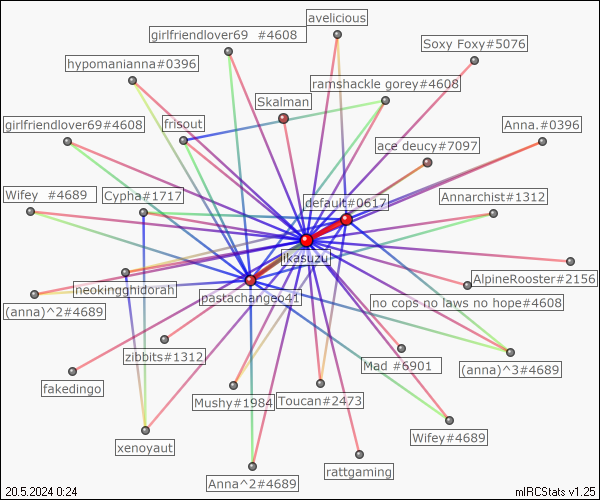 avelicious
girlfriendlover69   #4608
Soxy Foxy#5076
hypomanianna#0396
ramshackle gorey#4608
Skalman
girlfriendlover69#4608
frisout
Anna.#0396
ace deucy#7097
Wifey   #4689
Cypha#1717
default#0617
Annarchist#1312
ikasuzu
AlpineRooster#2156
neokingghidorah
pastachange041
no cops no laws no hope#4608
(anna)^2#4689
zibbits#1312
Mad #6901
(anna)^3#4689
fakedingo
Mushy#1984
Toucan#2473
Wifey#4689
xenoyaut
Anna^2#4689
rattgaming
20.5.2024 0:24
mIRCStats v1.25